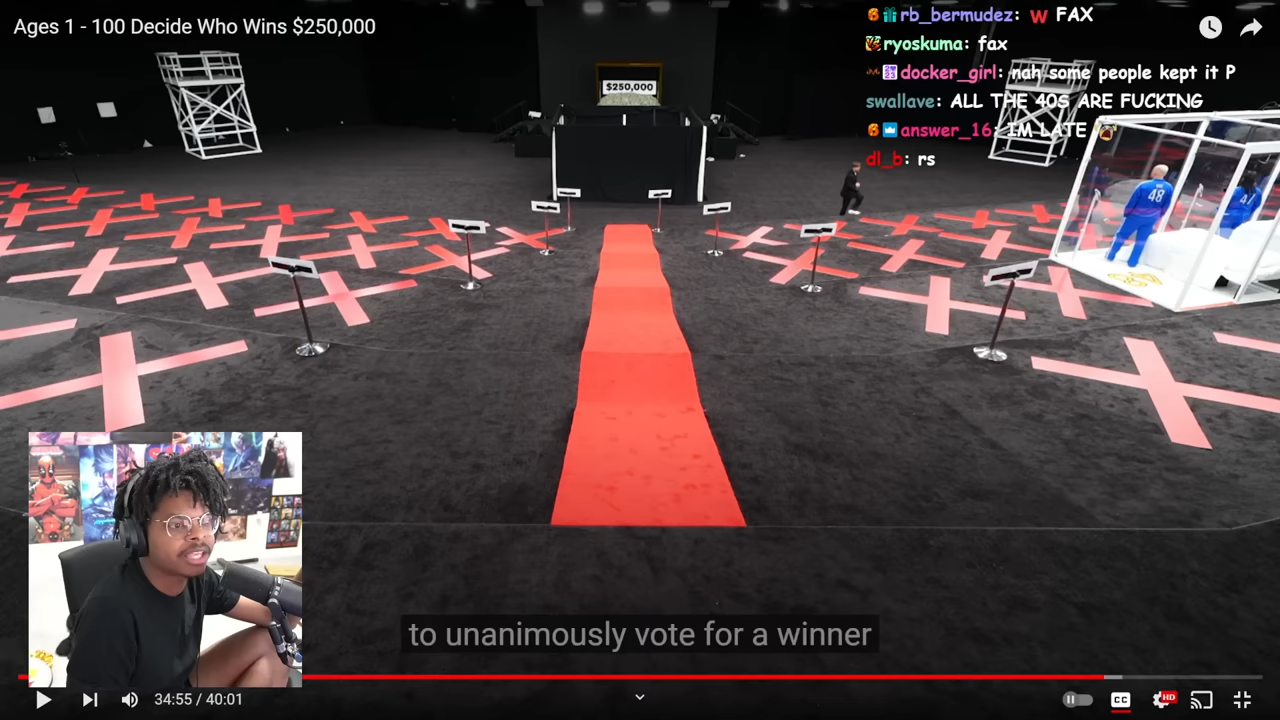 Ages 1 - 100 Decide Who Wins $250,000
rb_bermudez: W FAX
ryoskuma: fax
docker_girl: nah some people kept it P
swallave: ALL THE 40S ARE FUCKING
answer_16: IM LATE
dl_b: rs
$250,000
48
to unanimously vote for a winner
34:55 / 40:01
CC
HD